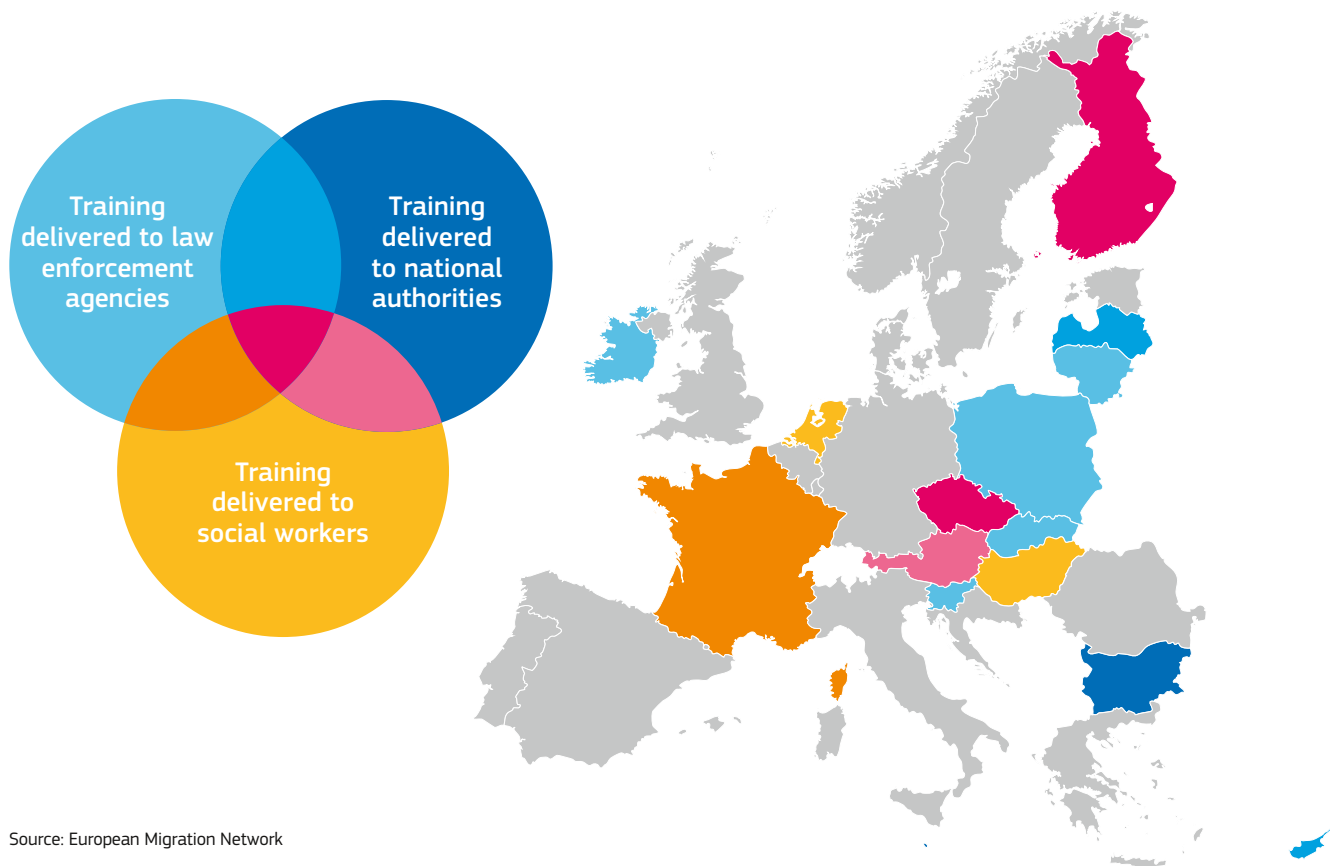 Training
delivered to law
enforcement
agencies
Training
delivered
to national
authorities
Training
delivered to
social workers
Source: European Migration Network